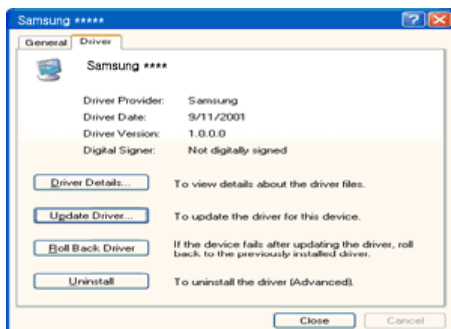 Samsung *****
General Driver
Samsung ****
Driver Provider: Samsung
Driver Date: 9/11/2001
Driver Version: 1.0.0.0
Digital Signer: Not digitally signed
Driver Details... To view details about the driver files.
Update Driver... To update the driver for this device.
Roll Back Driver If the device fails after updating the driver, roll
back to the previously installed driver.
Uninstall To uninstall the driver (Advanced).
Close Cancel